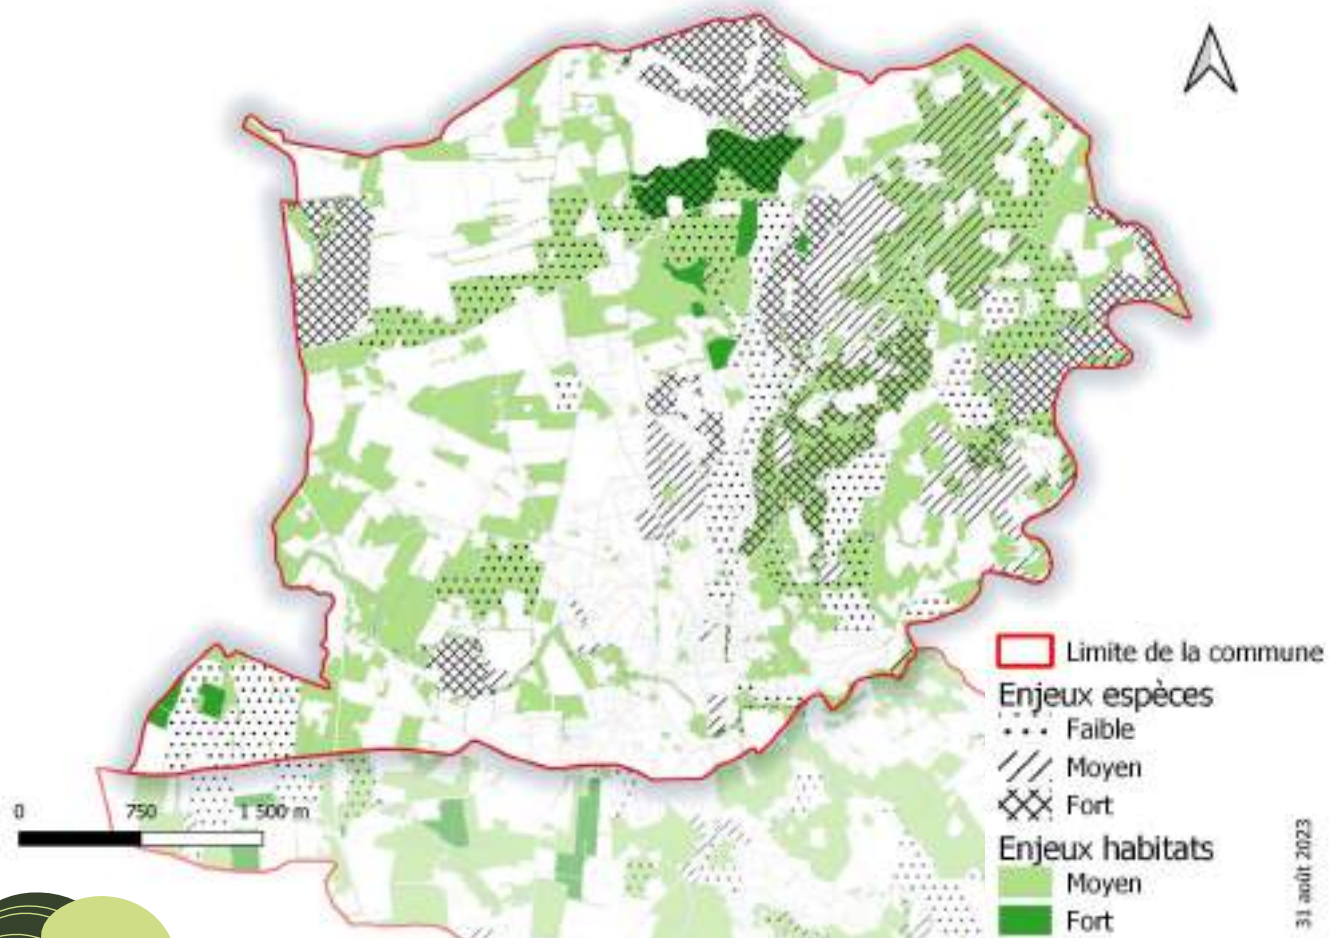 Limite de la commune
Enjeux espèces
Faible
Moyen
Fort
Enjeux habitats
Moyen
Fort
0 750 1 500 m
31 août 2023